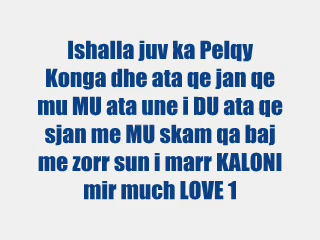 Ishalla juv ka Pelqy
Konga dhe ata qe jan qe
mu MU ata une i DU ata qe
sjan me MU skam qa baj
me zorr sun i marr KALONI
mir much LOVE 1